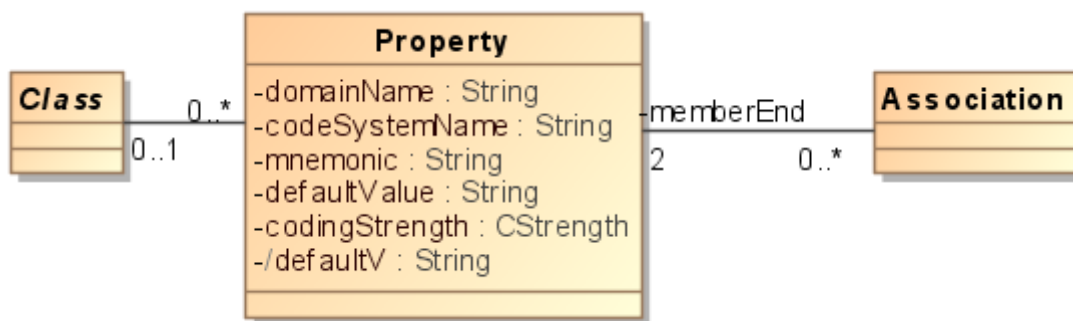 Property
Class
0..*
0..1
-domainName : String
-codeSystemName : String
-mnemonic : String
-defaultValue : String
-codingStrength : CStrength
-/defaultV : String
-memberEnd
2
0..*
Association